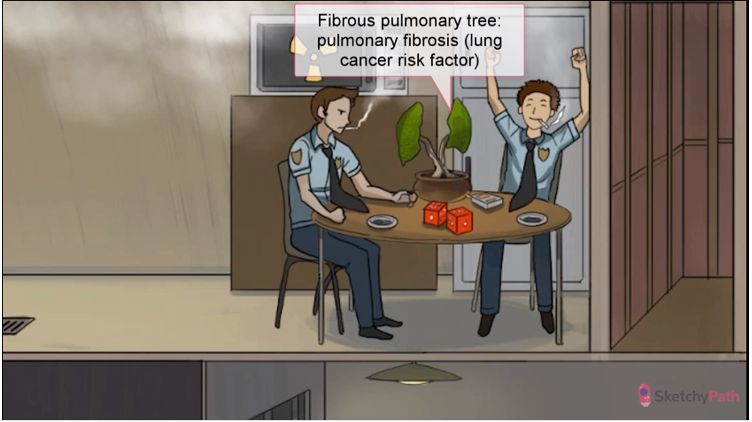 Fibrous pulmonary tree:
pulmonary fibrosis (lung
cancer risk factor)
SketchyPath